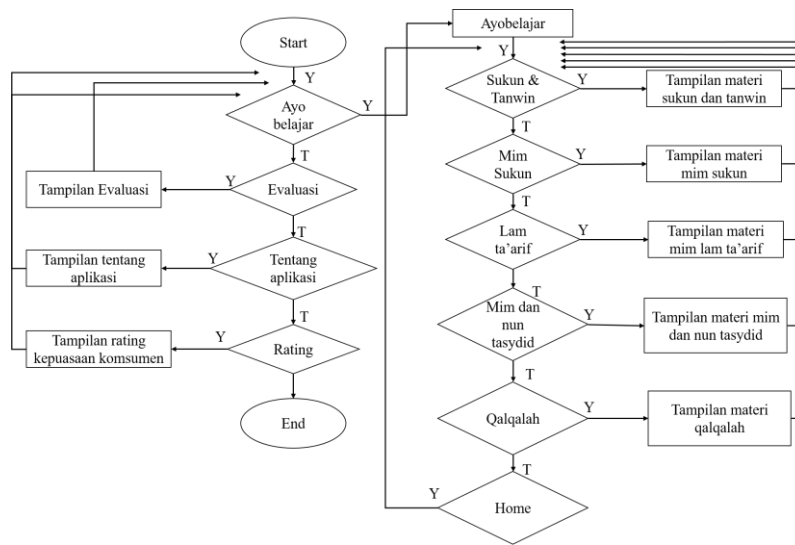 Start
Y
Ayo
belajar
Y
T
Evaluasi
Y
Tampilan Evaluasi
T
Tentang
aplikasi
Y
Tampilan tentang
aplikasi
T
Rating
Y
Tampilan rating
kepuasaan komsumen
End
Ayobelajar
Y
Sukun &
Tanwin
Y
Tampilan materi
sukun dan tanwin
T
Mim
Sukun
Y
Tampilan materi
mim sukun
T
Lam
ta’arif
Y
Tampilan materi
mim lam ta’arif
T
Mim dan
nun
tasydid
Y
Tampilan materi mim
dan nun tasydid
T
Qalqalah
Y
Tampilan materi
qalqalah
T
Home
Y